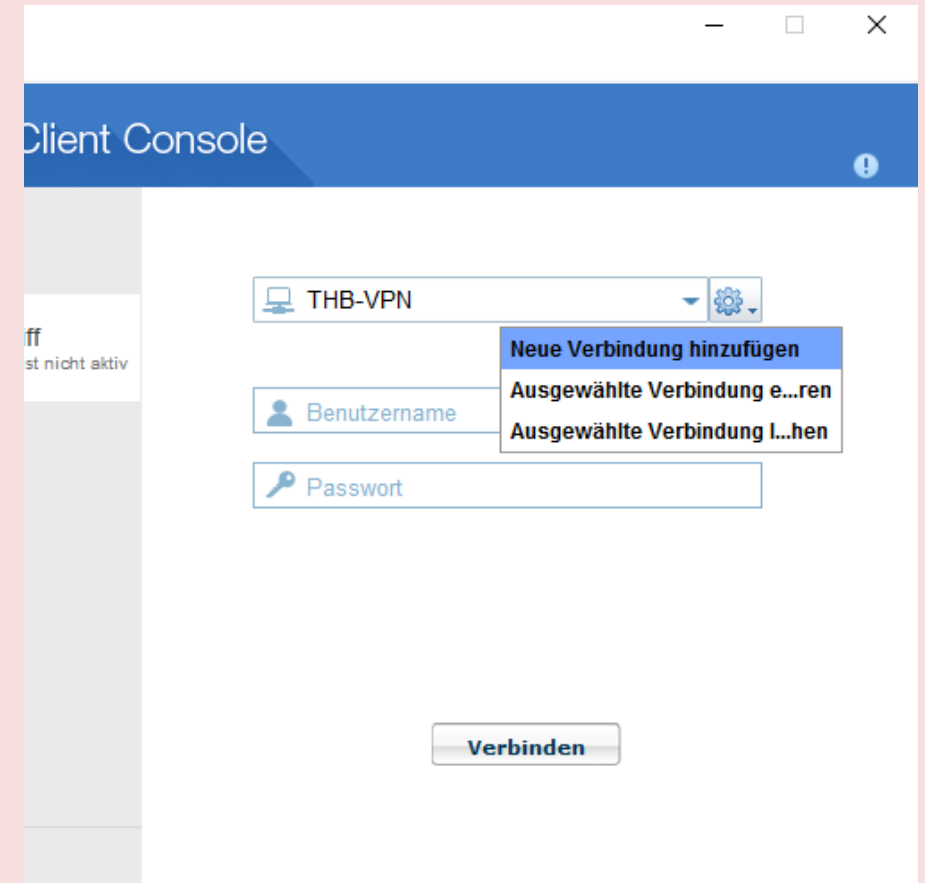 Client Console
THB-VPN
Neue Verbindung hinzufügen
iff
st nicht aktiv
Ausgewählte Verbindung e...ren
Benutzername
Ausgewählte Verbindung l...hen
Passwort
Verbinden